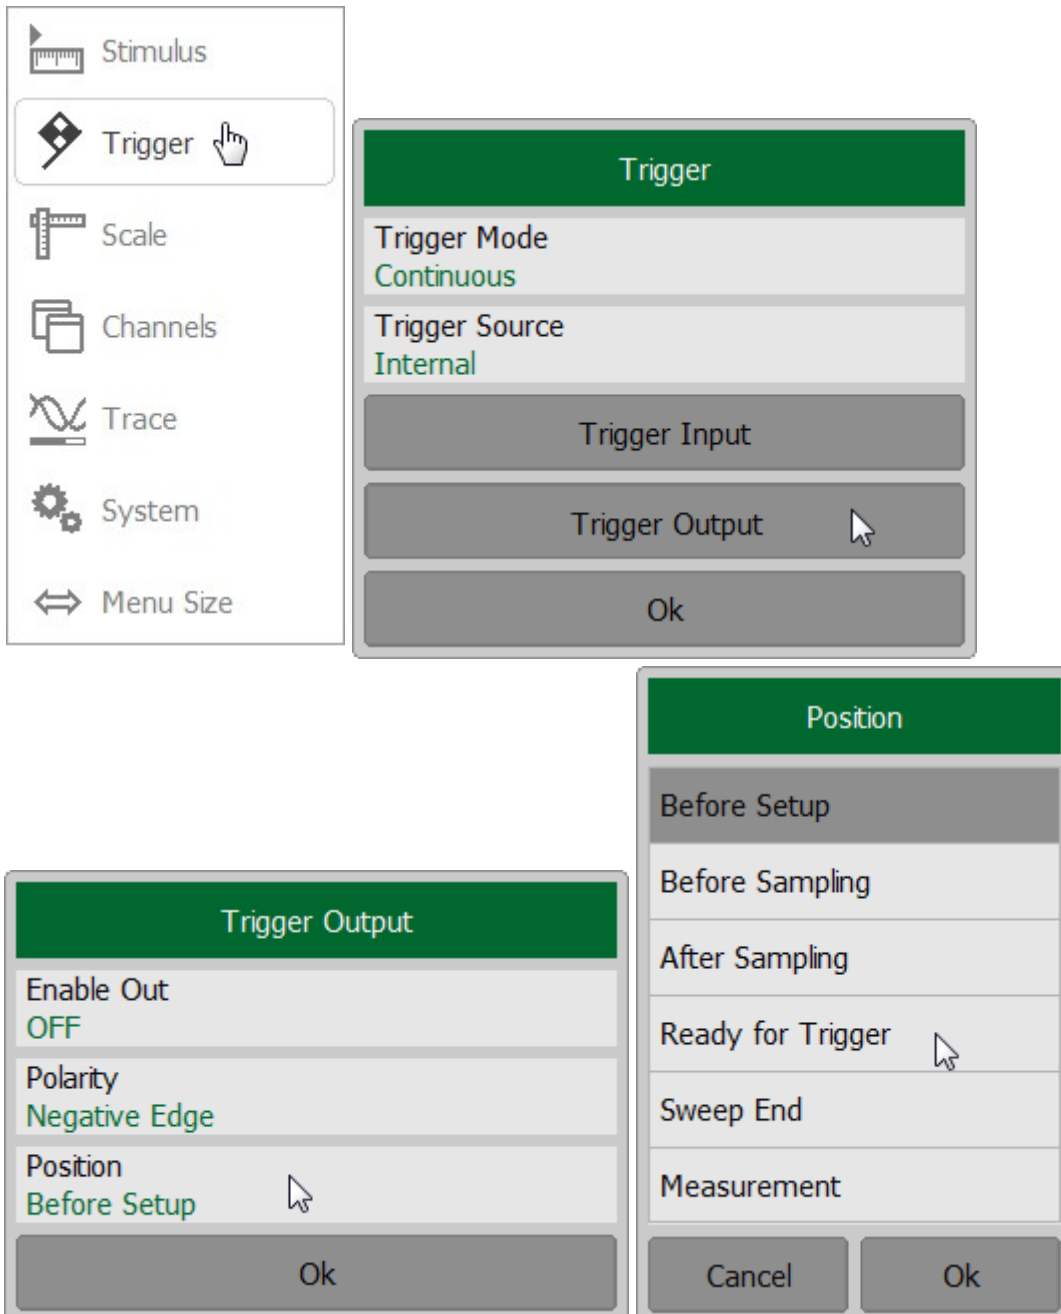 Stimulus
Trigger
Scale
Channels
Trace
System
Menu Size
Trigger
Trigger Mode
Continuous
Trigger Source
Internal
Trigger Input
Trigger Output
Ok
Trigger Output
Enable Out
OFF
Polarity
Negative Edge
Position
Before Setup
Ok
Position
Before Setup
Before Sampling
After Sampling
Ready for Trigger
Sweep End
Measurement
Cancel
Ok